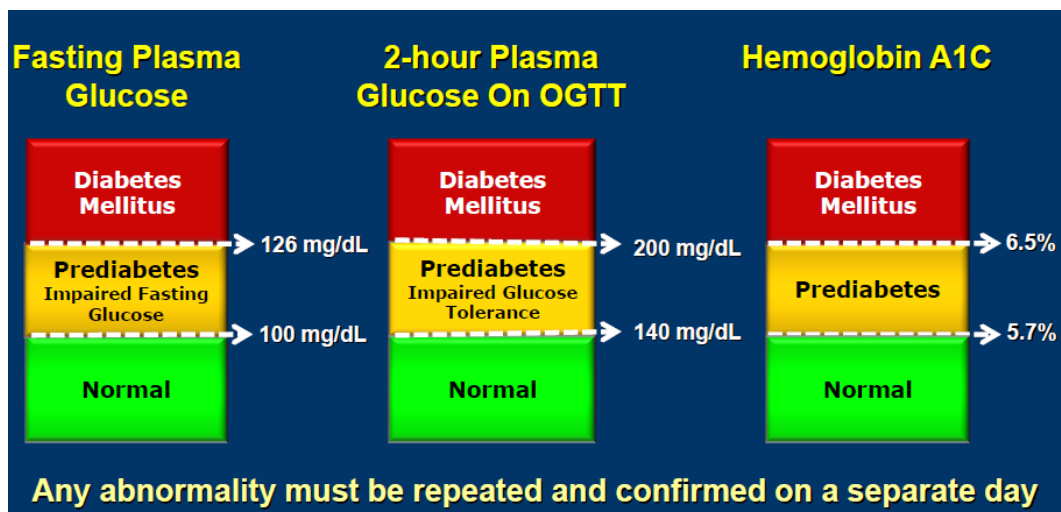 Fasting Plasma
Glucose
2-hour Plasma
Glucose On OGTT
Hemoglobin A1C
Diabetes
Mellitus
126 mg/dL
Prediabetes
Impaired Fasting
Glucose
100 mg/dL
Normal
Diabetes
Mellitus
200 mg/dL
Prediabetes
Impaired Glucose
Tolerance
140 mg/dL
Normal
Diabetes
Mellitus
6.5%
Prediabetes
5.7%
Normal
Any abnormality must be repeated and confirmed on a separate day